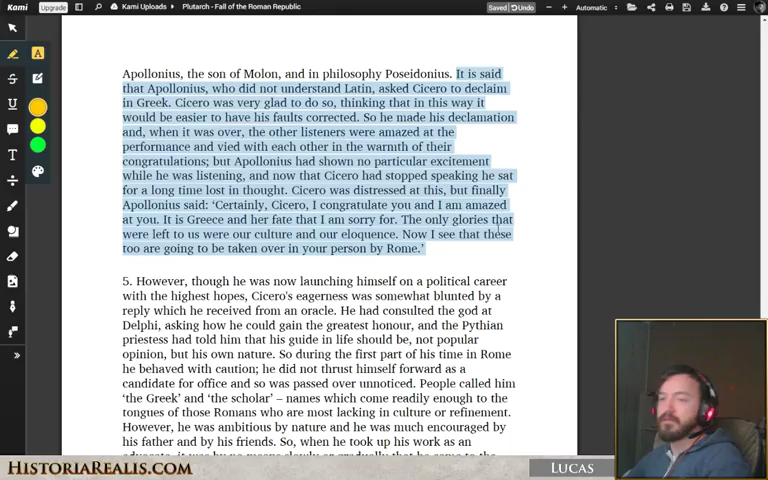 Kami
Upgrade
Kami Uploads > Plutarch - Fall of the Roman Republic
Saved Undo
Automatic
Apollonius, the son of Molon, and in philosophy Poseidonius. It is said
that Apollonius, who did not understand Latin, asked Cicero to declaim
in Greek. Cicero was very glad to do so, thinking that in this way it
would be easier to have his faults corrected. So he made his declamation
and, when it was over, the other listeners were amazed at the
performance and vied with each other in the warmth of their
congratulations; but Apollonius had shown no particular excitement
while he was listening, and now that Cicero had stopped speaking he sat
for a long time lost in thought. Cicero was distressed at this, but finally
Apollonius said: ‘Certainly, Cicero, I congratulate you and I am amazed
at you. It is Greece and her fate that I am sorry for. The only glories that
were left to us were our culture and our eloquence. Now I see that these
too are going to be taken over in your person by Rome.’
5. However, though he was now launching himself on a political career
with the highest hopes, Cicero's eagerness was somewhat blunted by a
reply which he received from an oracle. He had consulted the god at
Delphi, asking how he could gain the greatest honour, and the Pythian
priestess had told him that his guide in life should be, not popular
opinion, but his own nature. So during the first part of his time in Rome
he behaved with caution; he did not thrust himself forward as a
candidate for office and so was passed over unnoticed. People called him
‘the Greek’ and ‘the scholar’ – names which come readily enough to the
tongues of those Romans who are most lacking in culture or refinement.
However, he was ambitious by nature and he was much encouraged by
his father and by his friends. So, when he took up his work as an
HISTORIAREALIS.COM
LUCAS